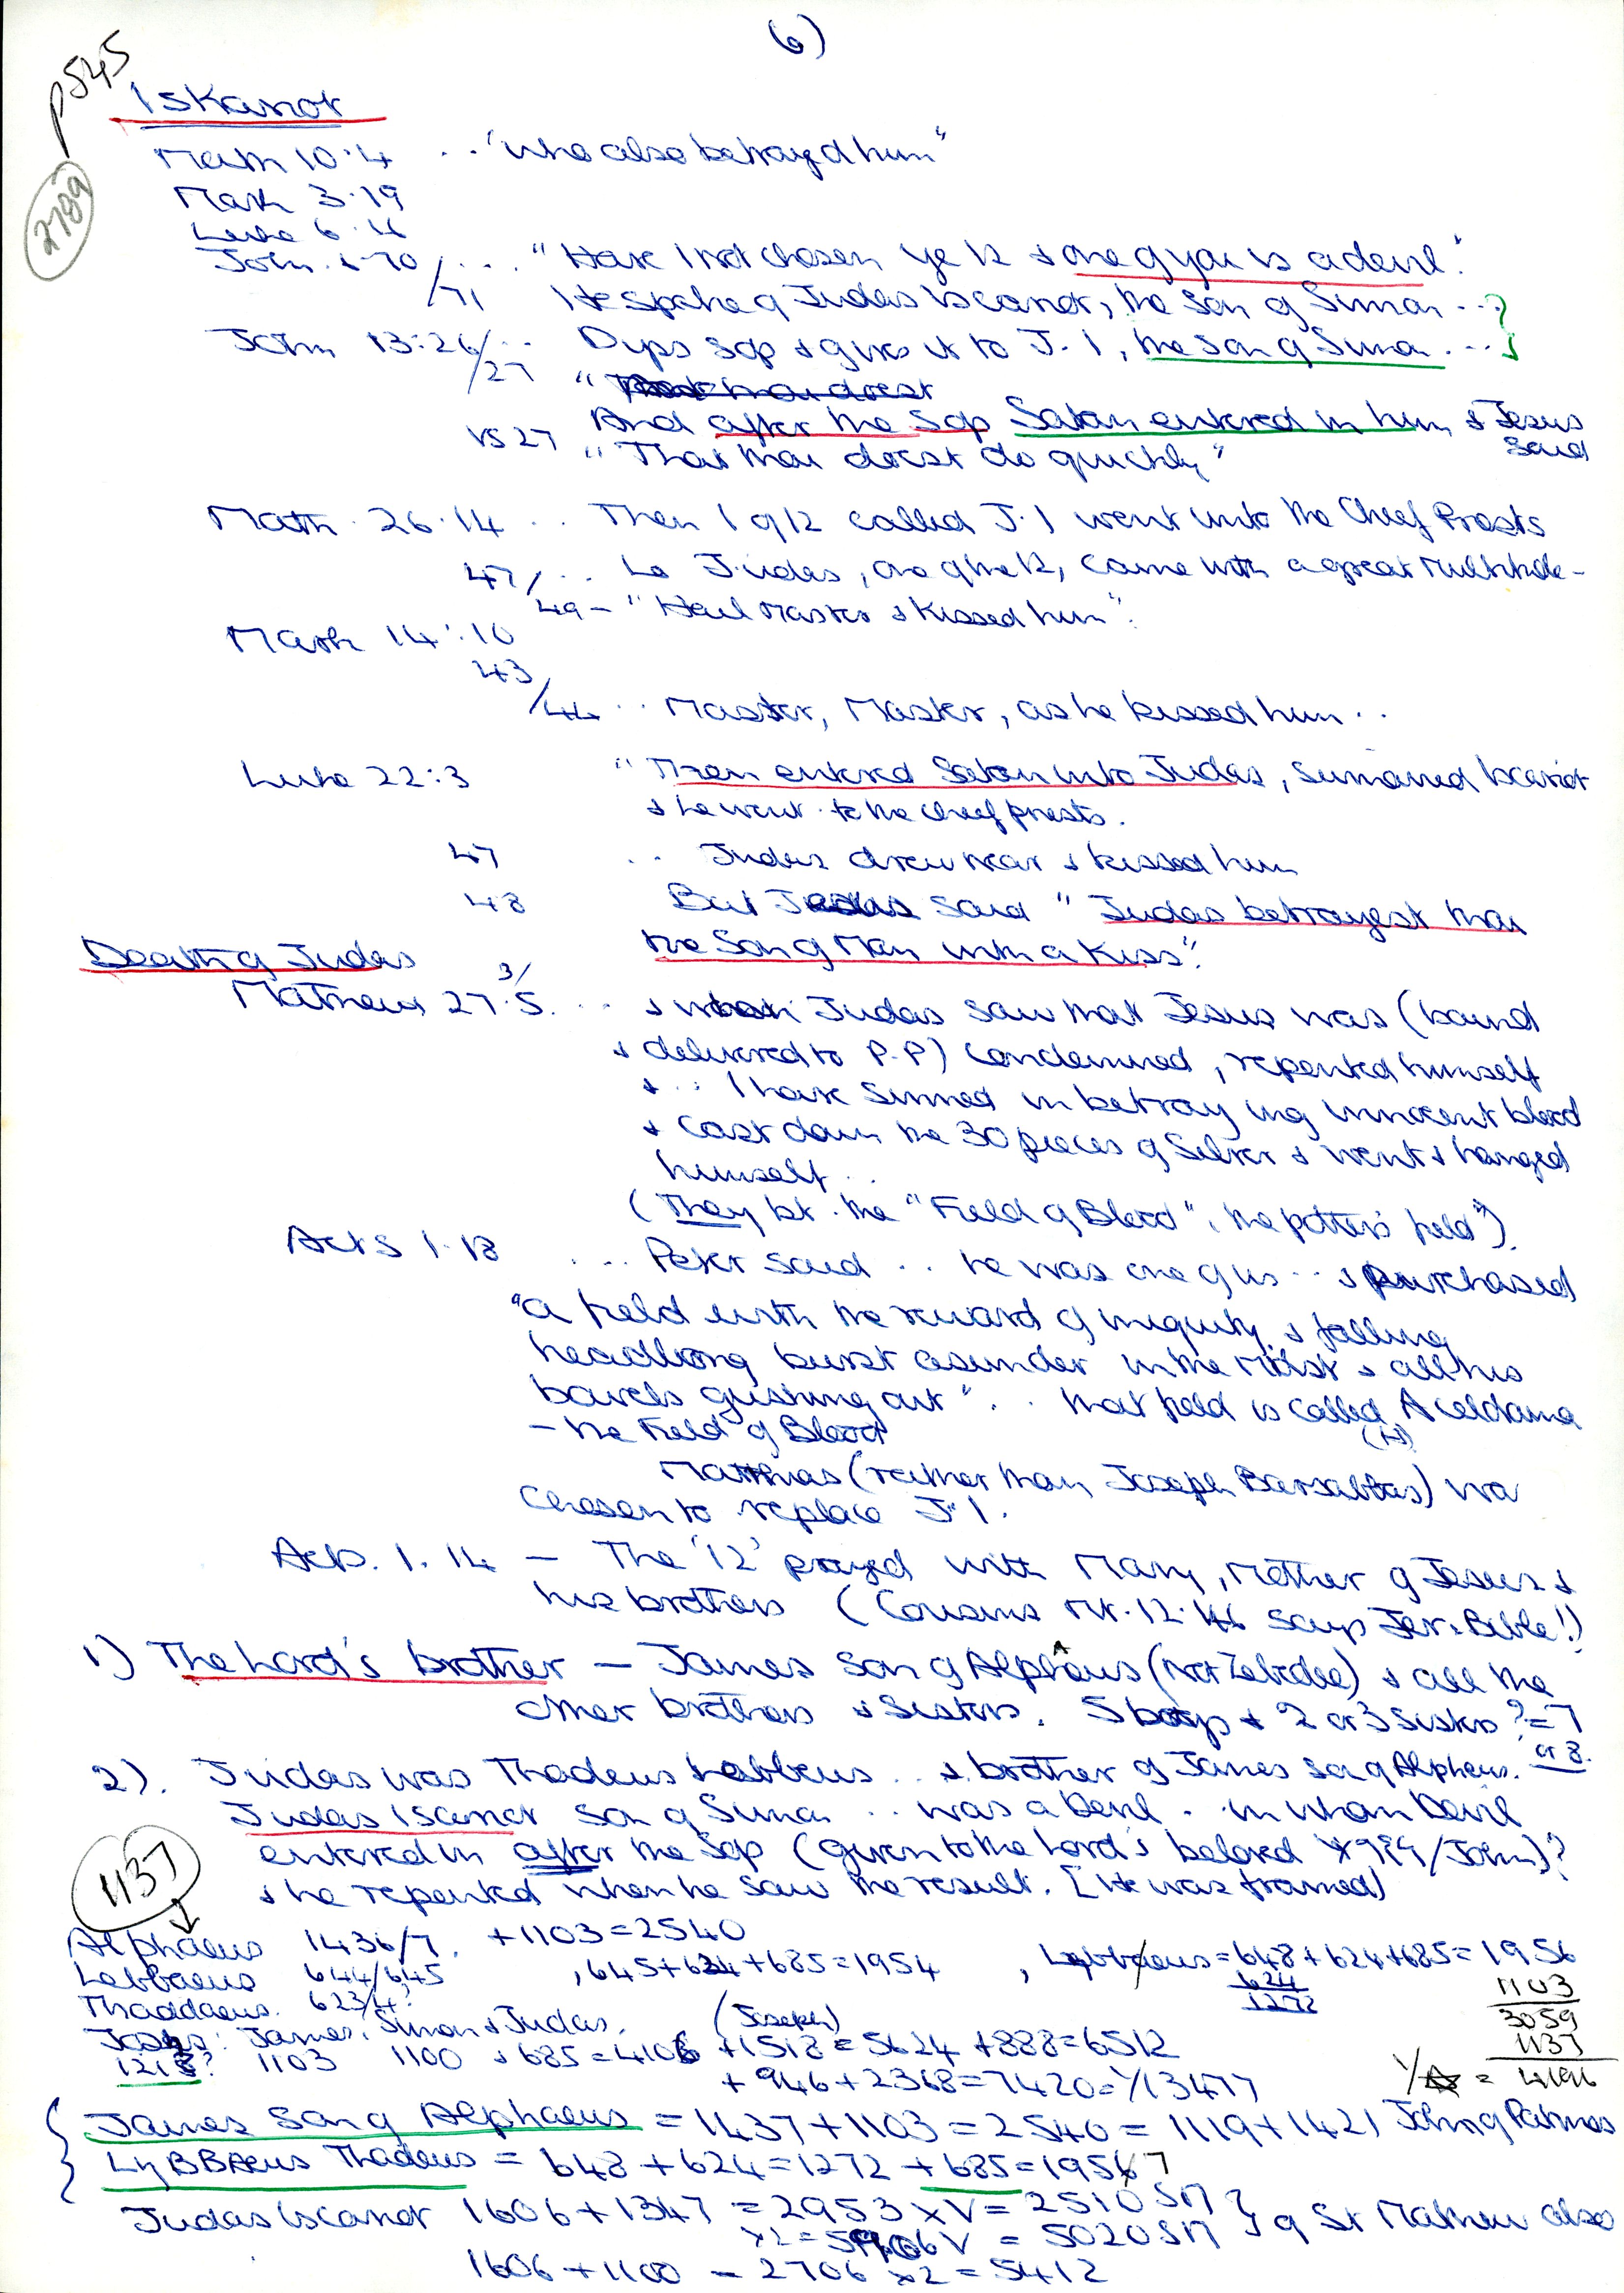 6)
p545
2789
Iskariot
Math 10.4 .. "who also betrayed him"
Mark 3.19
Luke 6.16
John. 6.70 /... "Have I not chosen ye 12 & one of you is a devil."
/71 He spake of Judas Iscariot, the son of Simon ...?
John 13:26/.. Dips sop & gives it to J.I, the son of Simon...
/27 "
And after the sop Satan entered in him & Jesus said
vs 27 "That thou doest do quickly"
Math. 26.14 .. Then 1 of 12 called J.I went unto the Chief Priests
47/... Lo Judas, one of the 12, came with a great multitude-
49 - "Hail Master & kissed him".
Mark 14:10
43
/44 .. Master, Master, as he kissed him..
Luke 22:3 "Then entered Satan into Judas, surnamed Iscariot
& he went to the chief priests.
47 .. Judas drew near & kissed him
48 But Jesus said "Judas betrayest thou
the Son of Man with a kiss".
Death of Judas
Mathew 27.3/5. ... & when Judas saw that Jesus was (bound
& delivered to P.P) condemned, repented himself
& .. I have sinned in betraying innocent blood
& cast down the 30 pieces of Silver & went & hanged
himself..
(They bt. the "Field of Blood", the potters field").
Acts 1.18 ... Peter said .. he was one of us .. & purchased
"a field with the reward of iniquity & falling
headlong burst asunder in the midst & all his
bowels gushing out". . that field is called Aceldama
- the Field of Blood
Matthias (rather than Joseph Barsabbas) was
chosen to replace J.I.
Acts. 1.14 - The '12' prayed with Mary, Mother of Jesus &
his brothers (Cousins Mt.12.46 says Jer. Bible!)
1) The Lord's brother - James son of Alphaeus (not Zebidee) & all the
other brothers & Sisters. 5 boys & 2 or 3 sisters ? = 7
or 8.
2). Judas was Thadeus Lebbeus .. & brother of James son of Alpheus.
Judas Iscariot son of Simon .. was a Devil . in whom Devil
entered in after the Sop (given to the Lord's beloved /John)?
& he repented when he saw the result. [He was framed)
1137
Alphaeus 1436/7. +1103=2540
Lebbaeus 644/645 , 645+624+685=1954 , Lebbaeus=648+624+685=1956
Thaddaeus. 623/4. 624
1272
1103
3059
1137
4196
Joses: James, Simon & Judas. (Joseph)
1218? 1103 1100 & 685=4106 +1518=5624 +888=6512
+946+2368=7420=
James son of Alphaeus = 1137+1103=2540=1119+1421 John of Patmos
LηBBAeus Thadeus = 648+624=1272+685=1957
Judas Iscariot 1606+1347 =2953 x V=2510 SM
x2=5906 V = 5020 SM } of St Mathew also
1606+1100 = 2706 x2=5412